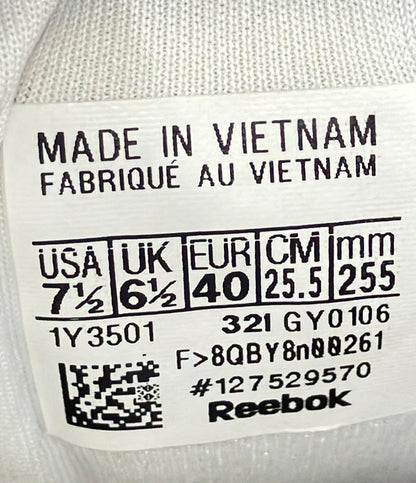 MADE IN VIETNAM
FABRIQUÉ AU VIETNAM
USA UK EUR CM mm
7½ 6½ 40 25.5 255
1Y3501 32I GY0106
F>8QBY8n00261
#127529570
Reebok